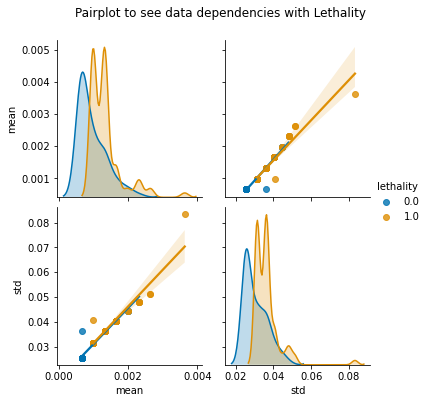 Pairplot to see data dependencies with Lethality
0.005
0.004
0.003
0.002
0.001
mean
lethality
0.0
1.0
0.08
0.07
0.06
0.05
0.04
0.03
std
0.000 0.002 0.004
mean
0.02 0.04 0.06 0.08
std